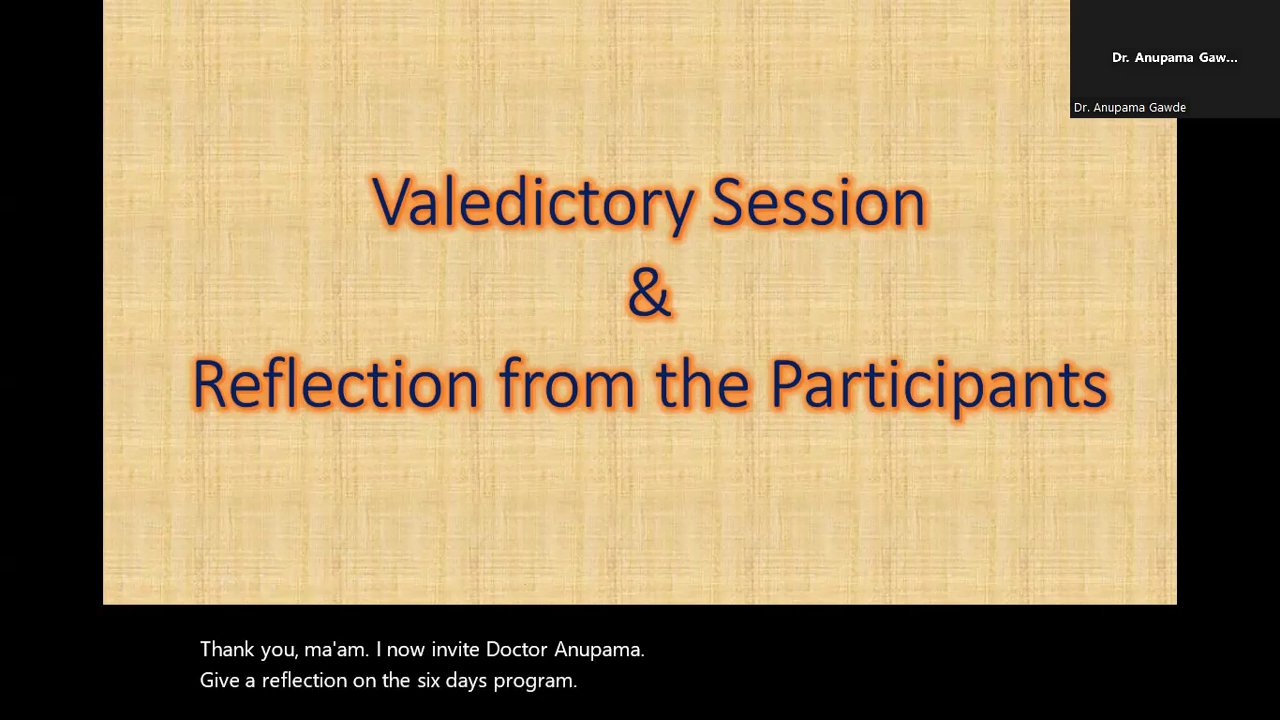 Dr. Anupama Gaw...
Dr. Anupama Gawde
Valedictory Session
&
Reflection from the Participants
Thank you, ma'am. I now invite Doctor Anupama.
Give a reflection on the six days program.